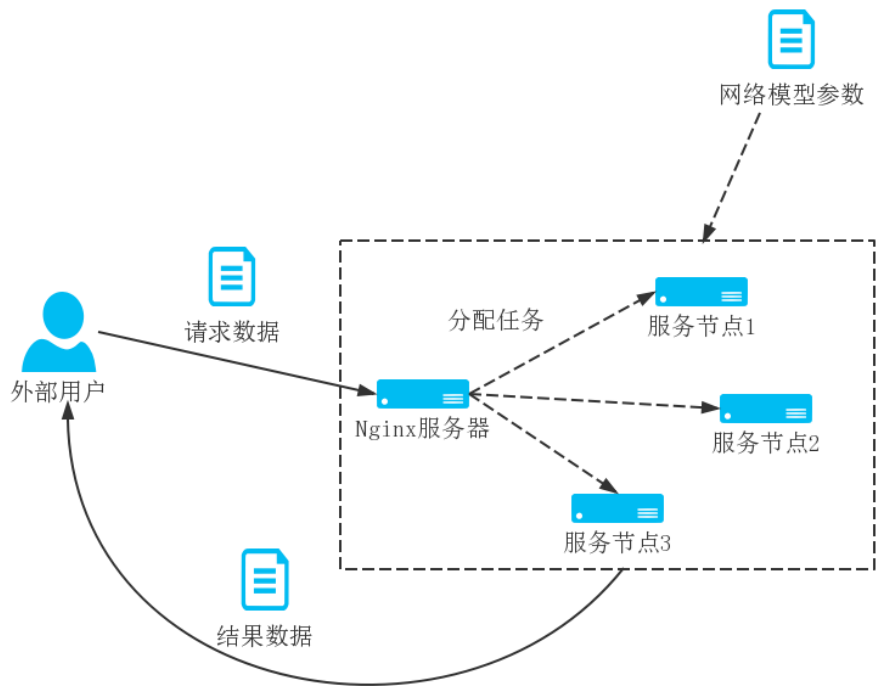 网络模型参数
请求数据
分配任务
服务节点1
外部用户
Nginx服务器
服务节点2
服务节点3
结果数据